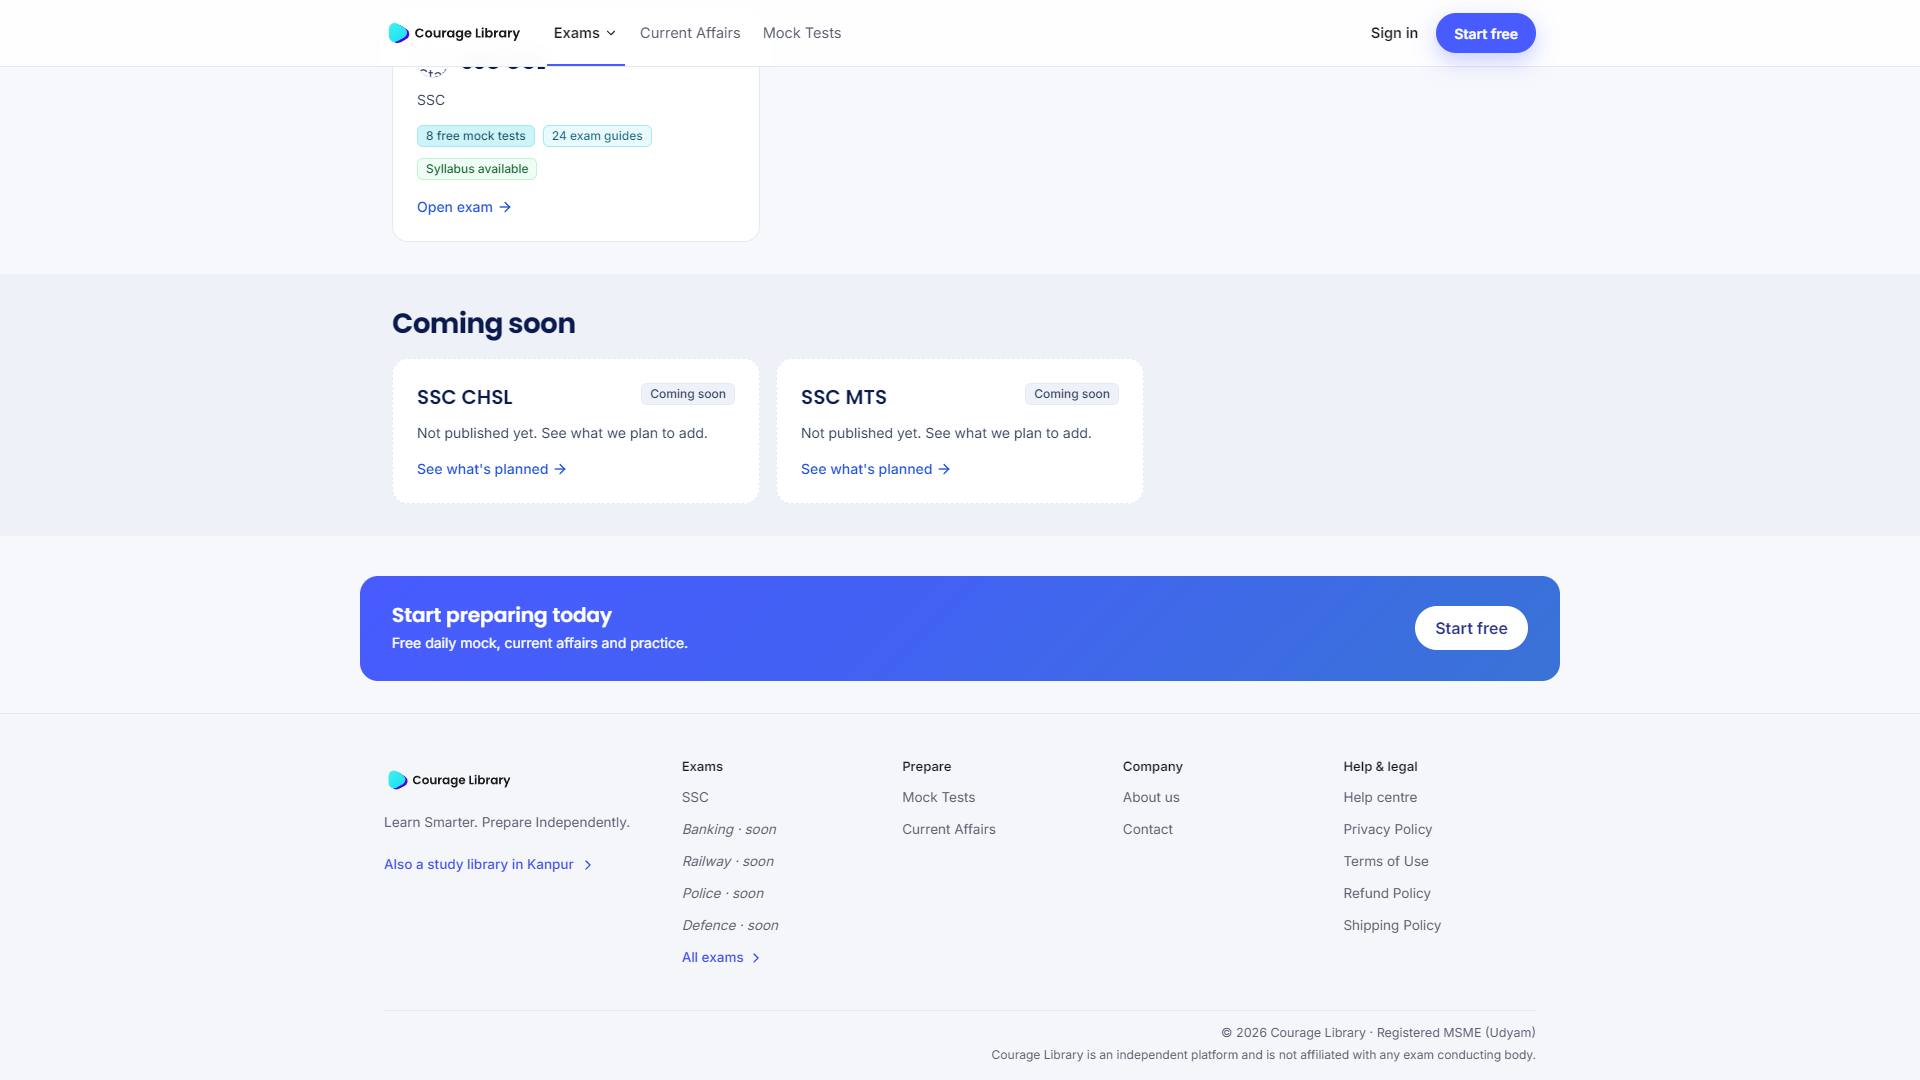 Courage Library
Exams
Current Affairs
Mock Tests
Sign in
Start free
SSC
8 free mock tests
24 exam guides
Syllabus available
Open exam
Coming soon
SSC CHSL
Coming soon
Not published yet. See what we plan to add.
See what's planned
SSC MTS
Coming soon
Not published yet. See what we plan to add.
See what's planned
Start preparing today
Free daily mock, current affairs and practice.
Start free
Courage Library
Learn Smarter. Prepare Independently.
Also a study library in Kanpur
Exams
SSC
Banking · soon
Railway · soon
Police · soon
Defence · soon
All exams
Prepare
Mock Tests
Current Affairs
Company
About us
Contact
Help & legal
Help centre
Privacy Policy
Terms of Use
Refund Policy
Shipping Policy
© 2026 Courage Library · Registered MSME (Udyam)
Courage Library is an independent platform and is not affiliated with any exam conducting body.